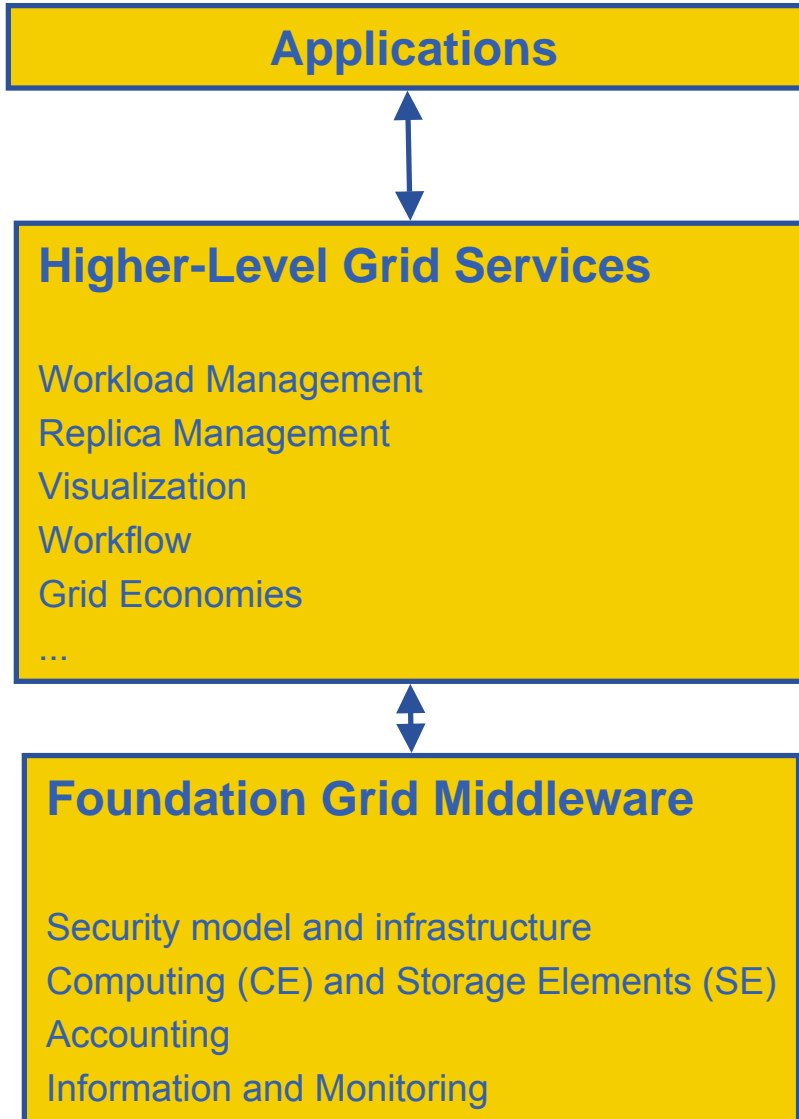 Applications
Higher-Level Grid Services
Workload Management
Replica Management
Visualization
Workflow
Grid Economies
...
Foundation Grid Middleware
Security model and infrastructure
Computing (CE) and Storage Elements (SE)
Accounting
Information and Monitoring